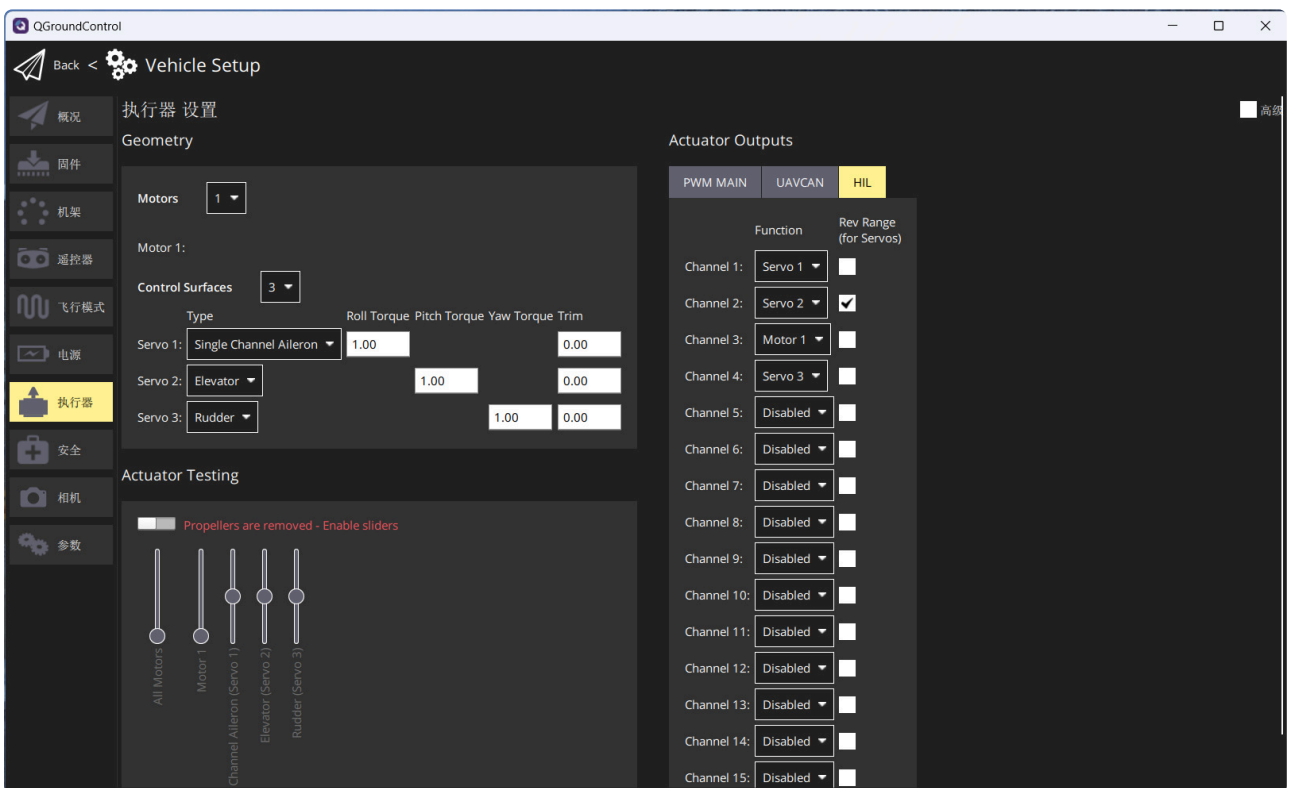 QGroundControl
Back < Vehicle Setup
概况
固件
机架
遥控器
飞行模式
电源
执行器
安全
相机
参数
执行器 设置
高级
Geometry
Motors 1
Motor 1:
Control Surfaces 3
Type Roll Torque Pitch Torque Yaw Torque Trim
Servo 1: Single Channel Aileron 1.00 0.00
Servo 2: Elevator 1.00 0.00
Servo 3: Rudder 1.00 0.00
Actuator Testing
Propellers are removed - Enable sliders
All Motors
Motor 1
Channel Aileron (Servo 1)
Elevator (Servo 2)
Rudder (Servo 3)
Actuator Outputs
PWM MAIN UAVCAN HIL
Function Rev Range
(for Servos)
Channel 1: Servo 1
Channel 2: Servo 2
Channel 3: Motor 1
Channel 4: Servo 3
Channel 5: Disabled
Channel 6: Disabled
Channel 7: Disabled
Channel 8: Disabled
Channel 9: Disabled
Channel 10: Disabled
Channel 11: Disabled
Channel 12: Disabled
Channel 13: Disabled
Channel 14: Disabled
Channel 15: Disabled